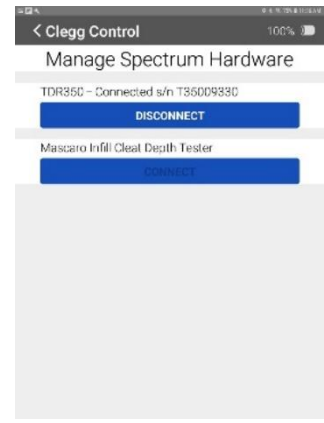 < Clegg Control 100%
Manage Spectrum Hardware
TDR350 – Connected s/n T35009330
DISCONNECT
Mascaro Infill Cleat Depth Tester
CONNECT